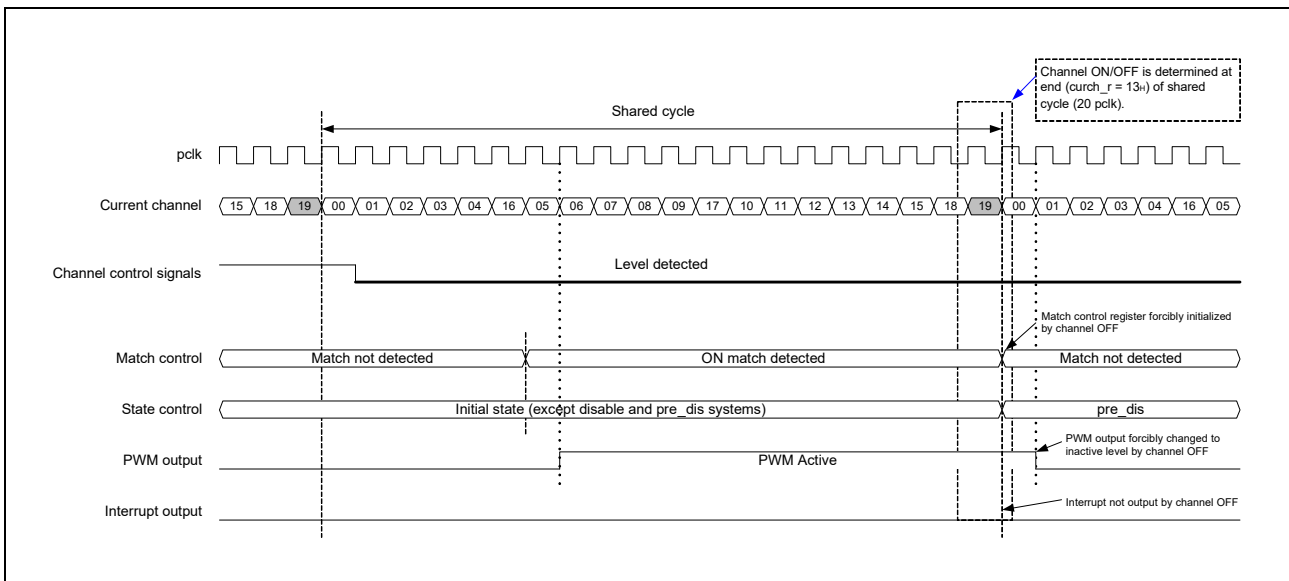 Channel ON/OFF is determined at
end (curch_r = 13H) of shared
cycle (20 pclk).
Shared cycle
pclk
Current channel 15 18 19 00 01 02 03 04 16 05 06 07 08 09 17 10 11 12 13 14 15 18 19 00 01 02 03 04 16 05
Channel control signals Level detected
Match control register forcibly initialized
by channel OFF
Match control Match not detected ON match detected Match not detected
State control Initial state (except disable and pre_dis systems) pre_dis
PWM output PWM Active
PWM output forcibly changed to
inactive level by channel OFF
Interrupt output Interrupt not output by channel OFF